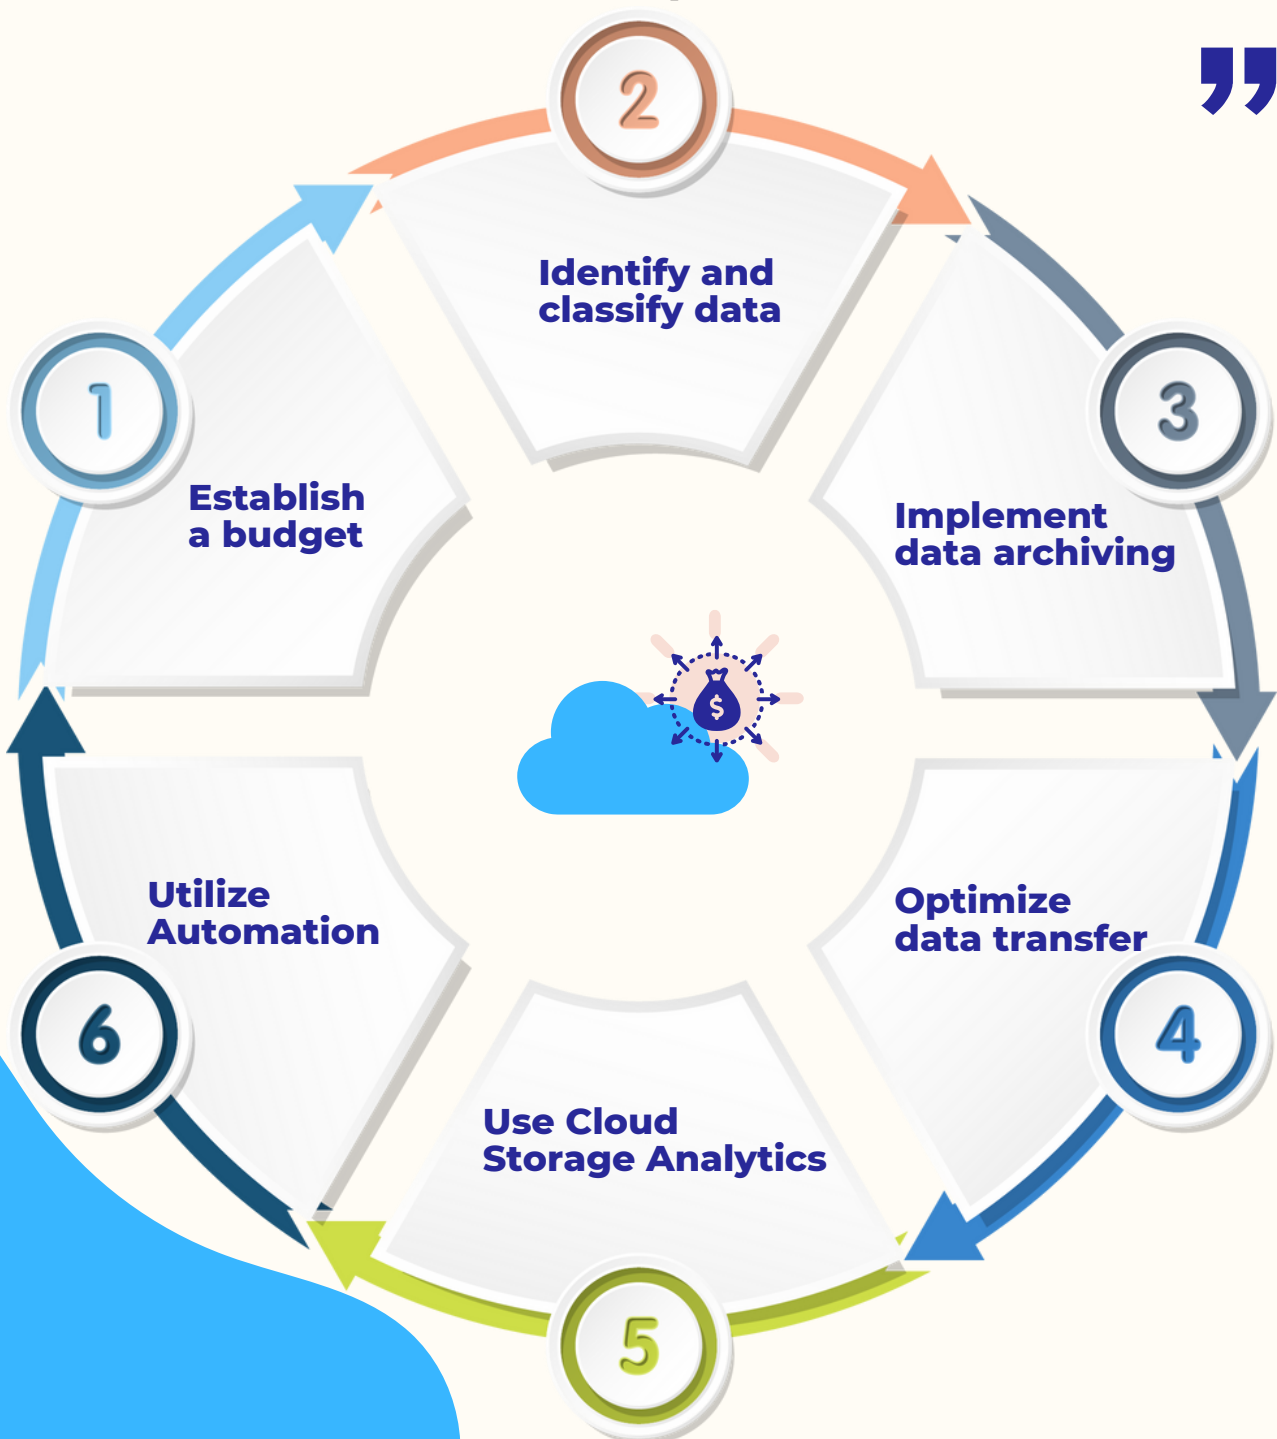 ”
1
Establish
a budget
2
Identify and
classify data
3
Implement
data archiving
4
Optimize
data transfer
5
Use Cloud
Storage Analytics
6
Utilize
Automation
$